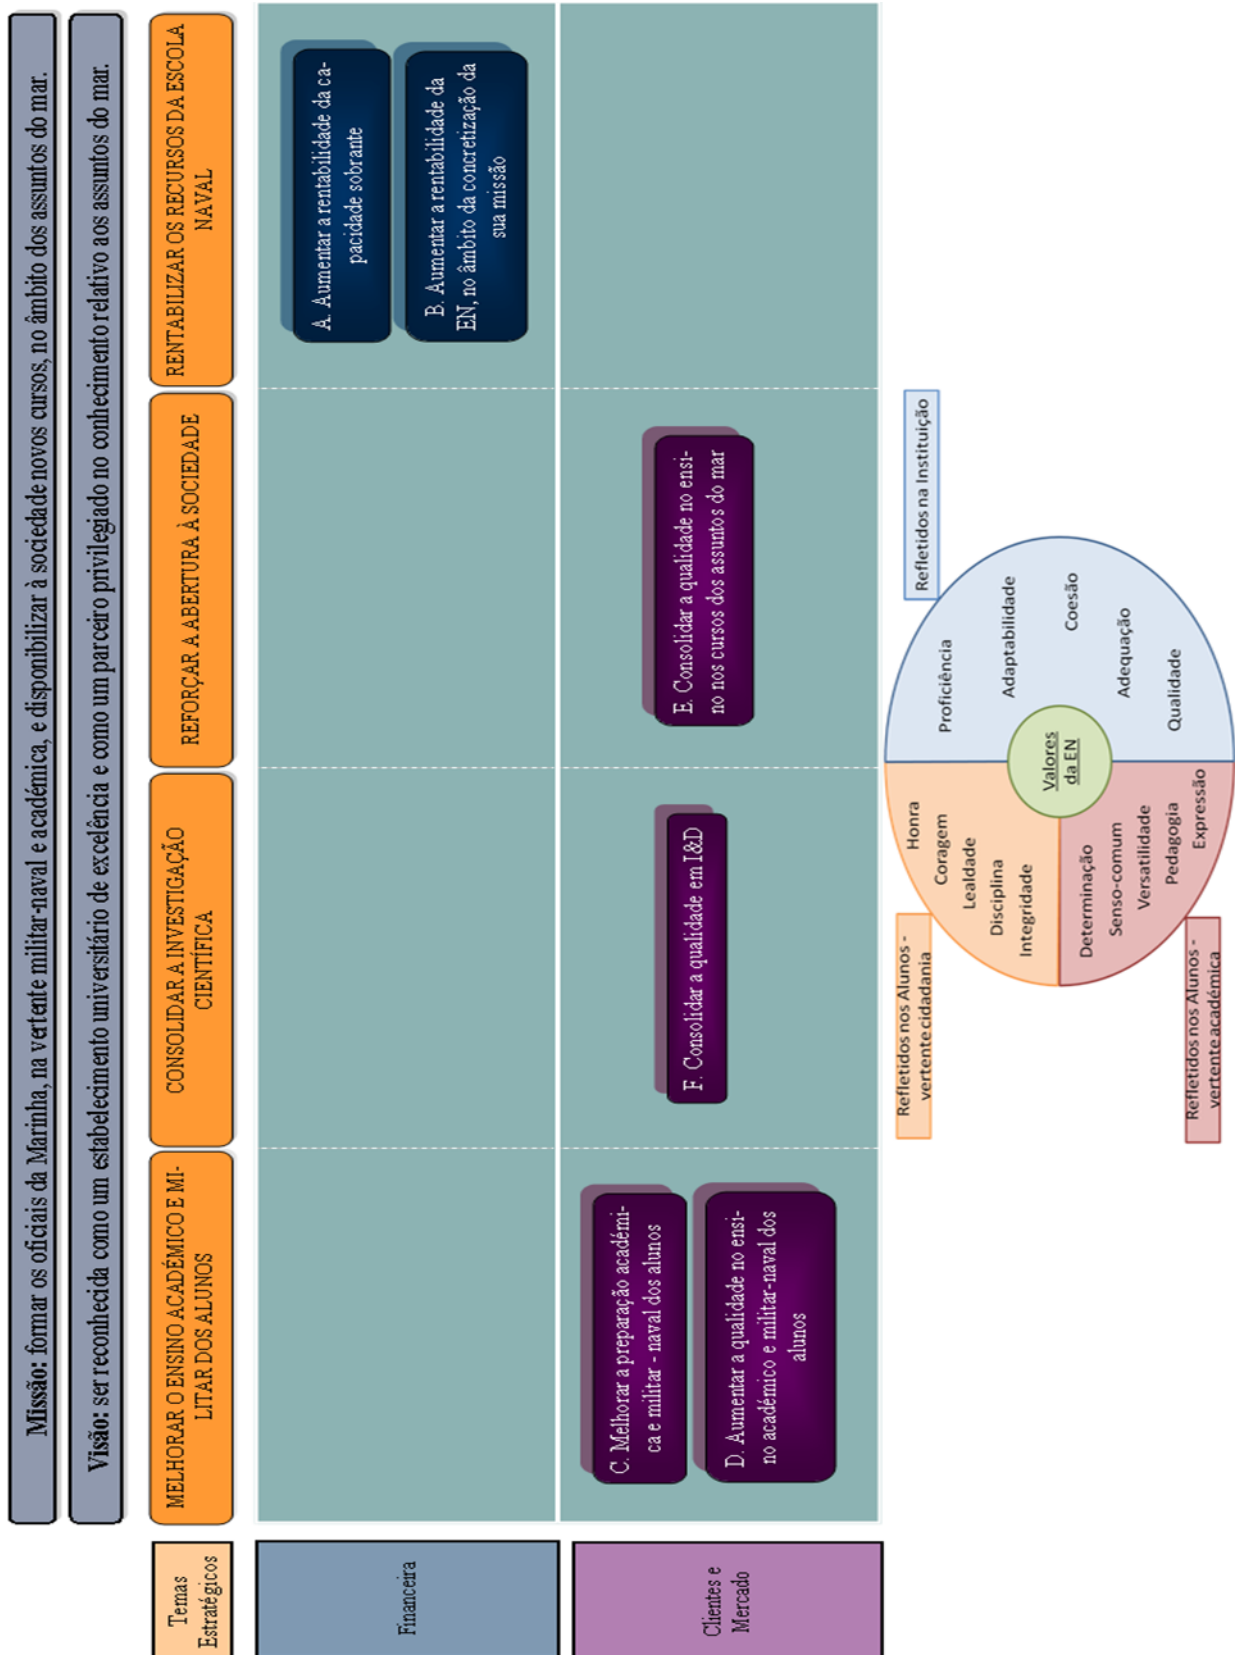 Missão: formar os oficiais da Marinha, na vertente militar-naval e académica, e disponibilizar à sociedade novos cursos, no âmbito dos assuntos do mar.
Visão: ser reconhecida como um estabelecimento universitário de excelência e como um parceiro privilegiado no conhecimento relativo aos assuntos do mar.
Temas
Estratégicos
MELHORAR O ENSINO ACADÉMICO E MI-
LITAR DOS ALUNOS
CONSOLIDAR A INVESTIGAÇÃO
CIENTÍFICA
REFORÇAR A ABERTURA À SOCIEDADE
RENTABILIZAR OS RECURSOS DA ESCOLA
NAVAL
Financeira
A. Aumentar a rentabilidade da ca-
pacidade sobrante
B. Aumentar a rentabilidade da
EN, no âmbito da concretização da
sua missão
Clientes e
Mercado
C. Melhorar a preparação académi-
ca e militar - naval dos alunos
D. Aumentar a qualidade no ensi-
no académico e militar-naval dos
alunos
F. Consolidar a qualidade em I&D
E. Consolidar a qualidade no ensi-
no nos cursos dos assuntos do mar
Refletidos nos Alunos -
vertente cidadania
Honra
Coragem
Lealdade
Disciplina
Integridade
Refletidos na Instituição
Proficiência
Adaptabilidade
Coesão
Adequação
Qualidade
Valores
da EN
Determinação
Senso-comum
Versatilidade
Pedagogia
Expressão
Refletidos nos Alunos -
vertente académica